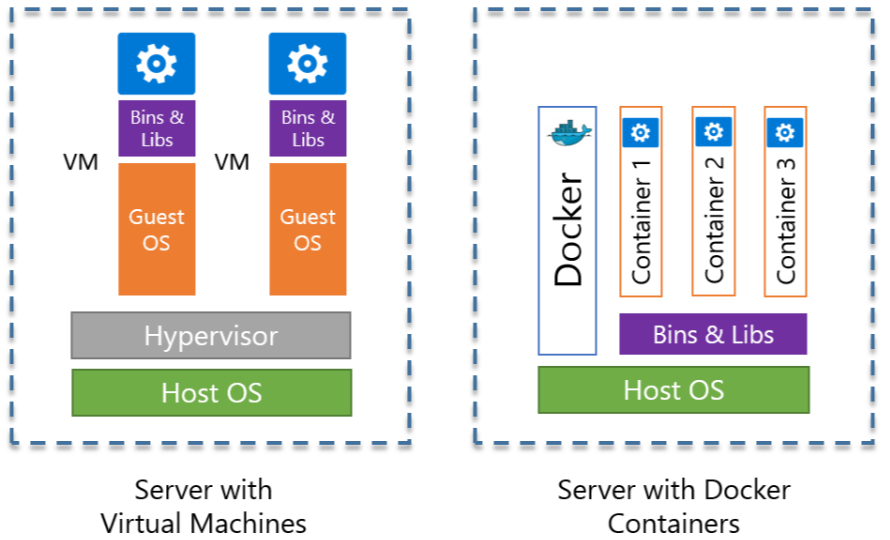 Bins &
Libs
Bins &
Libs
VM
VM
Guest
OS
Guest
OS
Hypervisor
Host OS
Server with
Virtual Machines
Docker
Container 1
Container 2
Container 3
Bins & Libs
Host OS
Server with Docker
Containers